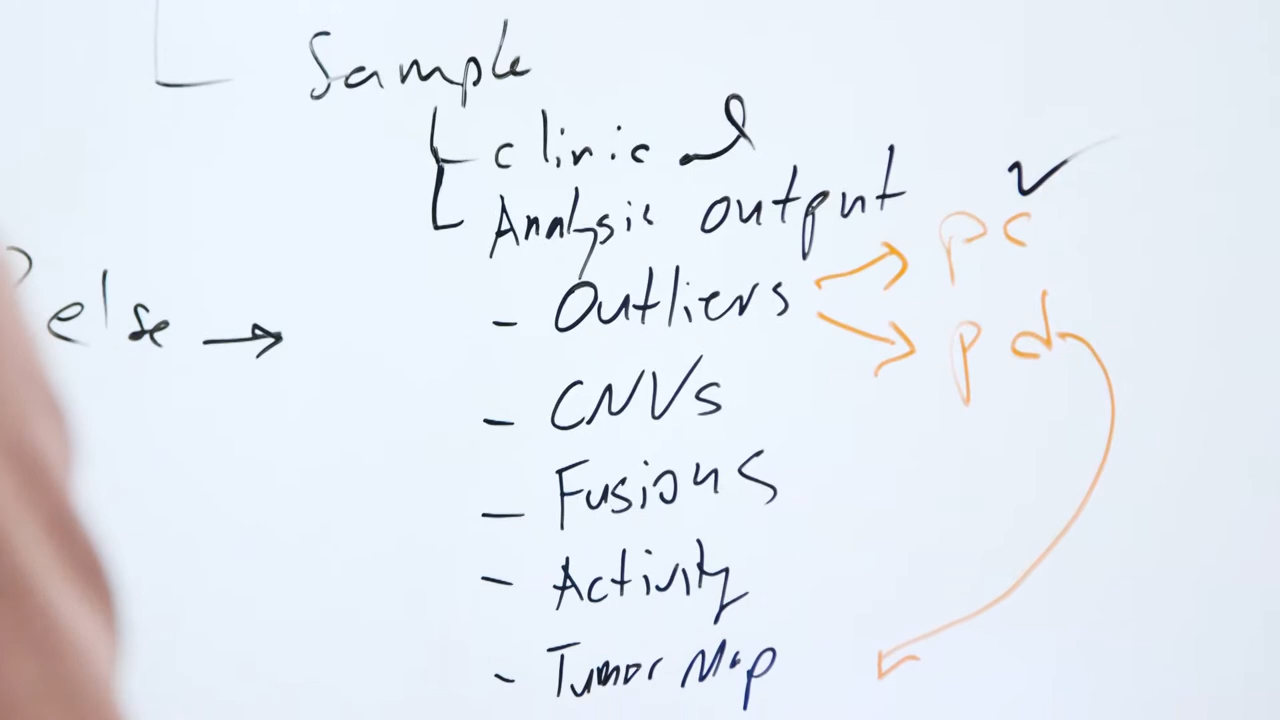 Sample
clinical
Analysis output
- Outliers → pc
→ pd
else →
- CNVs
- Fusions
- Activity
- Tumor Map